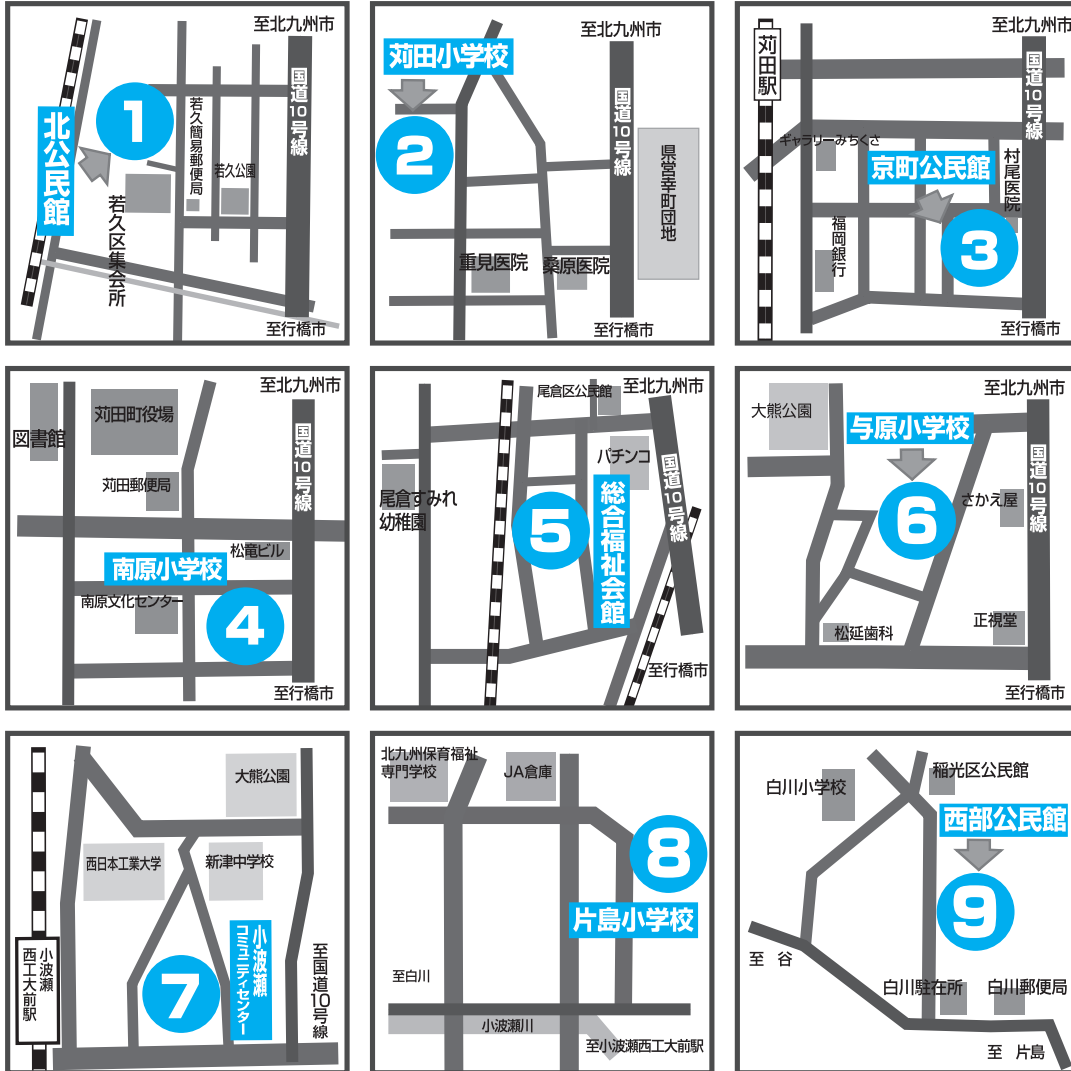 至北九州市
国道10号線
1
北公民館
若久簡易郵便局
若久公園
若久区集会所
至行橋市
至北九州市
苅田小学校
2
国道10号線
県営幸町団地
重見医院
桑原医院
至行橋市
至北九州市
苅田駅
国道10号線
ギャラリーみちくさ
京町公民館
村尾医院
福岡銀行
3
至行橋市
至北九州市
図書館
苅田町役場
国道10号線
苅田郵便局
松竜ビル
南原小学校
南原文化センター
4
至行橋市
尾倉区公民館
至北九州市
パチンコ
国道10号線
尾倉すみれ
幼稚園
5
総合福祉会館
至行橋市
至北九州市
大熊公園
与原小学校
国道10号線
6
さかえ屋
松延歯科
正視堂
至行橋市
大熊公園
西日本工業大学
新津中学校
小波瀬
コミュニティセンター
7
小波瀬
西工大前駅
至国道10号線
北九州保育福祉
専門学校
JA倉庫
8
片島小学校
至白川
小波瀬川
至小波瀬西工大前駅
白川小学校
稲光区公民館
西部公民館
9
至 谷
白川駐在所
白川郵便局
至 片島